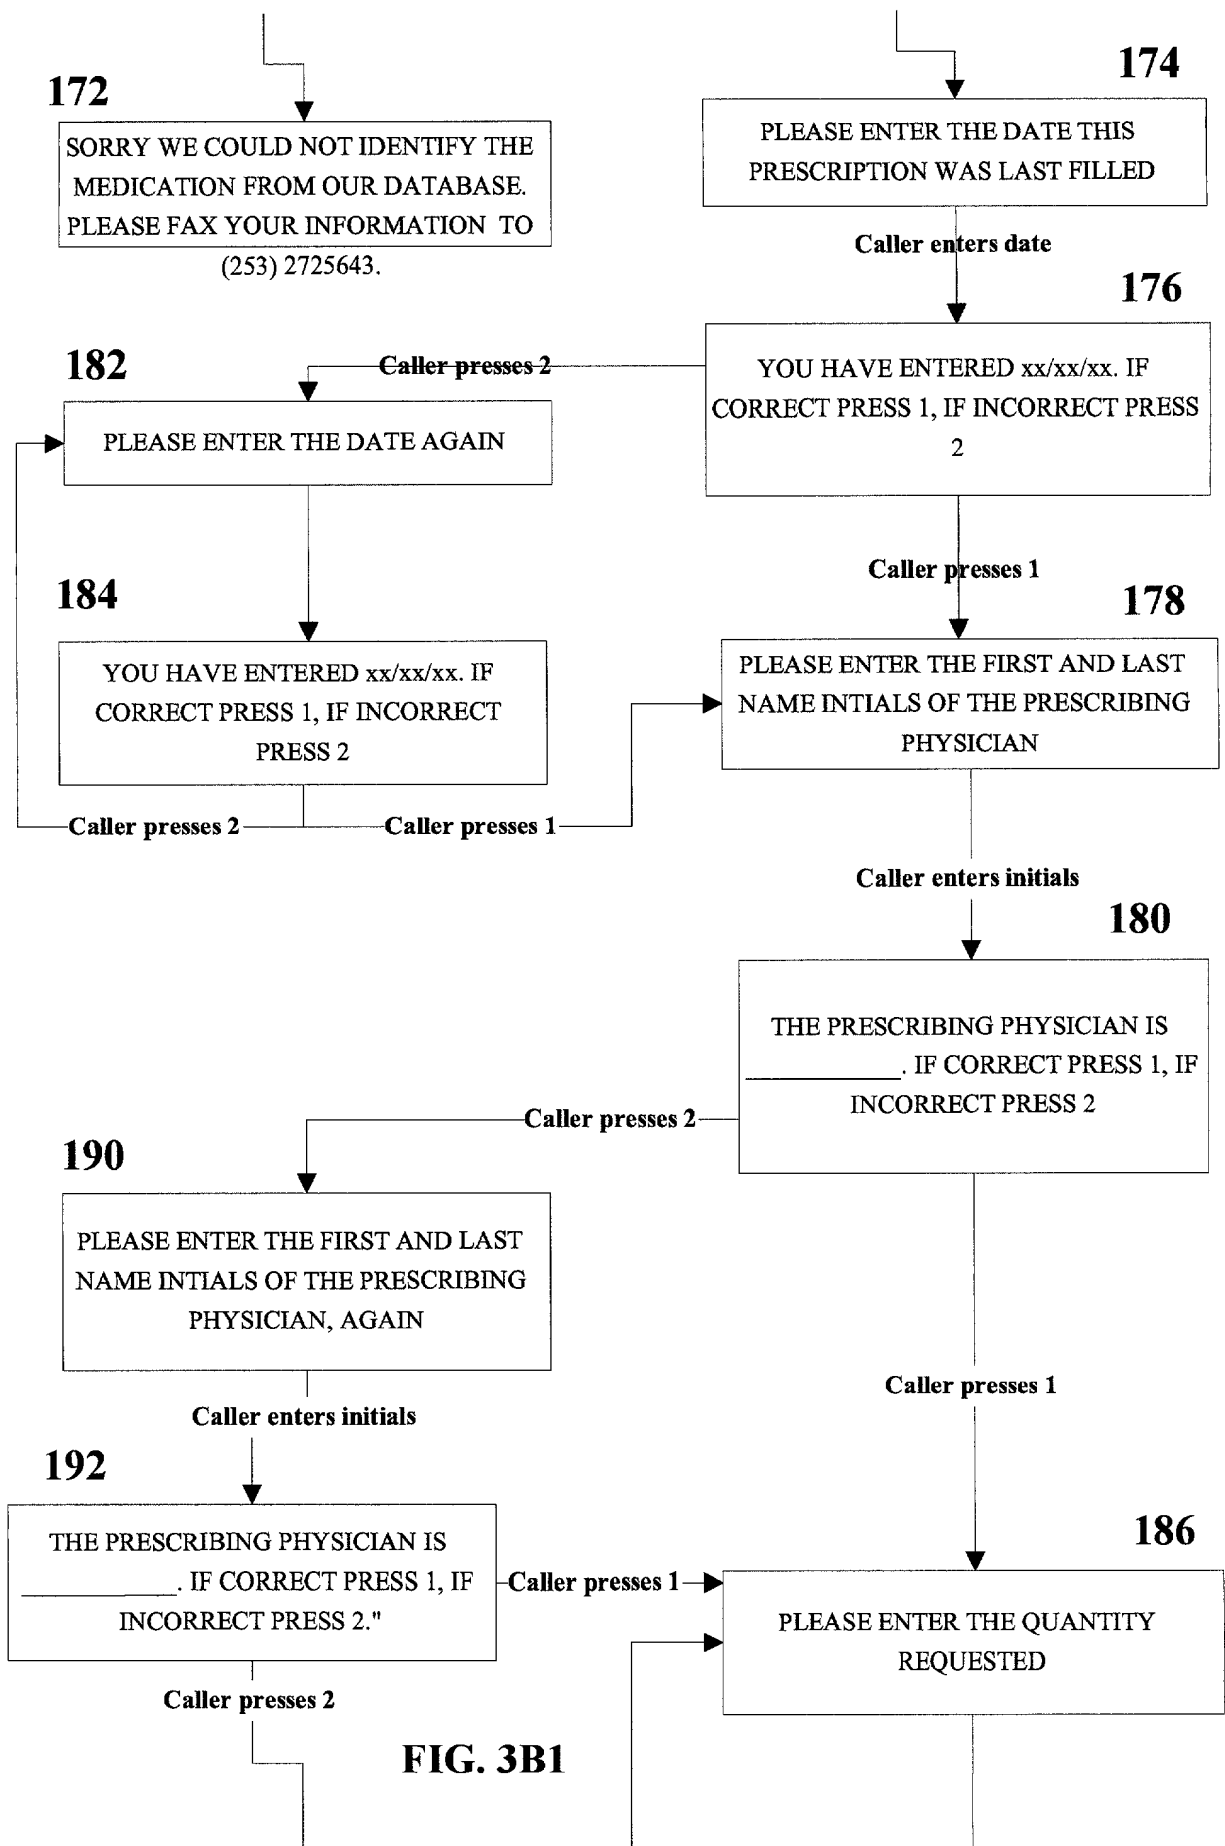 172
SORRY WE COULD NOT IDENTIFY THE
MEDICATION FROM OUR DATABASE.
PLEASE FAX YOUR INFORMATION TO
(253) 2725643.
174
PLEASE ENTER THE DATE THIS
PRESCRIPTION WAS LAST FILLED
Caller enters date
176
YOU HAVE ENTERED xx/xx/xx. IF
CORRECT PRESS 1, IF INCORRECT PRESS
2
Caller presses 2
182
PLEASE ENTER THE DATE AGAIN
Caller presses 1
184
YOU HAVE ENTERED xx/xx/xx. IF
CORRECT PRESS 1, IF INCORRECT
PRESS 2
Caller presses 2
Caller presses 1
178
PLEASE ENTER THE FIRST AND LAST
NAME INTIALS OF THE PRESCRIBING
PHYSICIAN
Caller enters initials
180
THE PRESCRIBING PHYSICIAN IS
____________. IF CORRECT PRESS 1, IF
INCORRECT PRESS 2
Caller presses 2
190
PLEASE ENTER THE FIRST AND LAST
NAME INTIALS OF THE PRESCRIBING
PHYSICIAN, AGAIN
Caller enters initials
Caller presses 1
192
THE PRESCRIBING PHYSICIAN IS
____________. IF CORRECT PRESS 1, IF
INCORRECT PRESS 2."
Caller presses 1
186
PLEASE ENTER THE QUANTITY
REQUESTED
Caller presses 2
FIG. 3B1